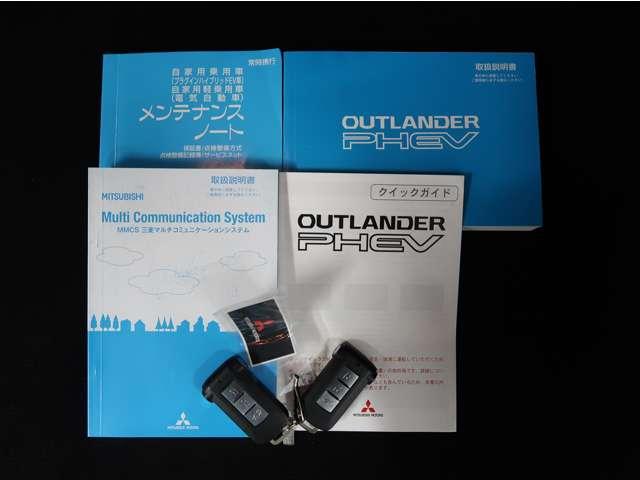 常時携行
自家用乗用車
(プラグインハイブリッドEV車)
自家用軽乗用車
(電気自動車)
メンテナンス
ノート
保証書/点検整備方式
点検整備記録簿/サービスネット
取扱説明書
OUTLANDER
PHEV
取扱説明書
MITSUBISHI
Multi Communication System
MMCS 三菱マルチコミュニケーションシステム
MITSUBISHI MOTORS
クイックガイド
OUTLANDER
PHEV
MITSUBISHI MOTORS